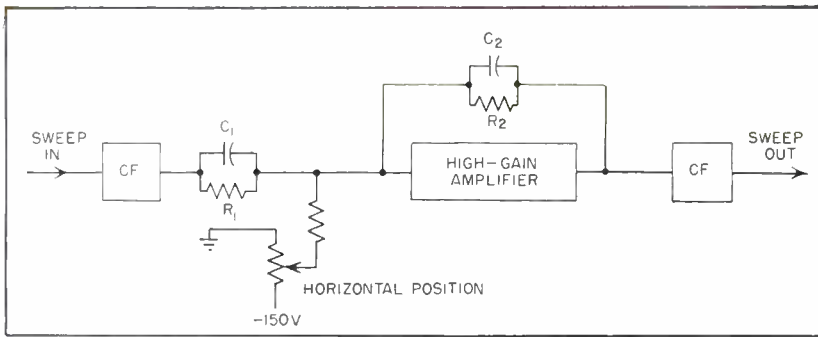 C2
R2
SWEEP
IN
C1
SWEEP
OUT
CF
HIGH-GAIN
AMPLIFIER
CF
R1
HORIZONTAL POSITION
-150V